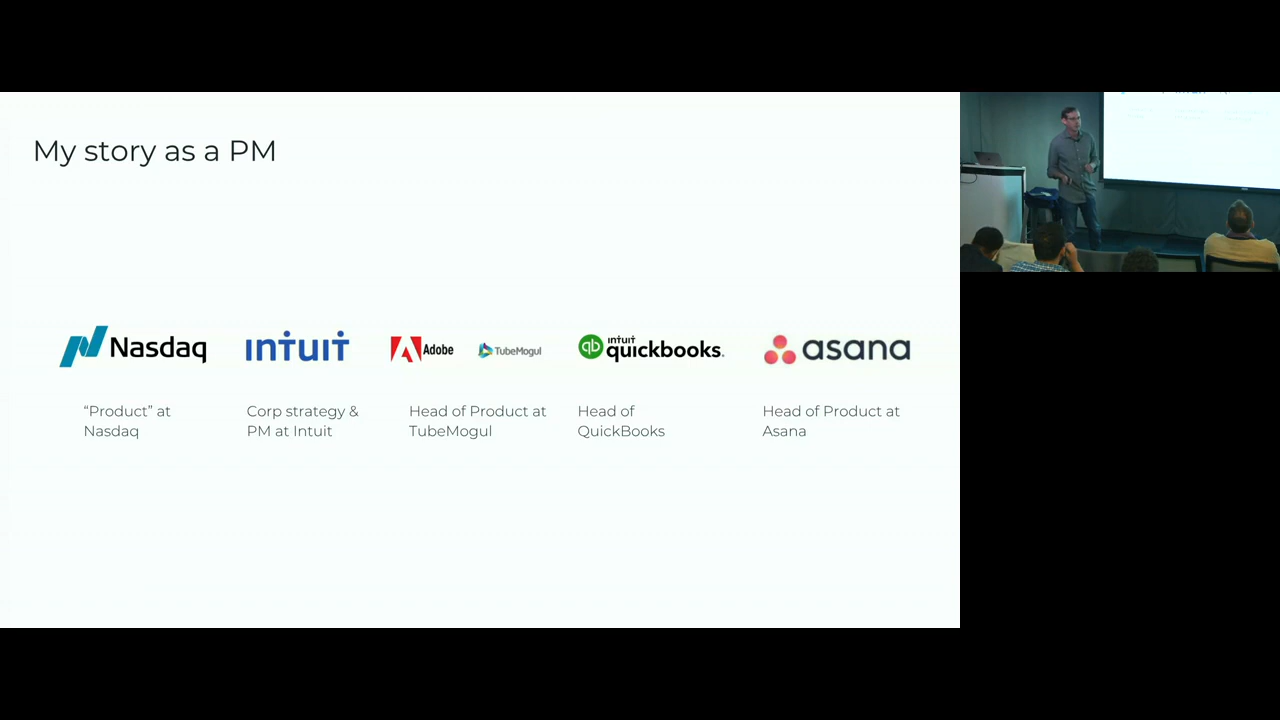 My story as a PM
Nasdaq
intuit
Adobe
TubeMogul
qb
intuit
quickbooks.
asana
“Product” at
Nasdaq
Corp strategy &
PM at Intuit
Head of Product at
TubeMogul
Head of
QuickBooks
Head of Product at
Asana